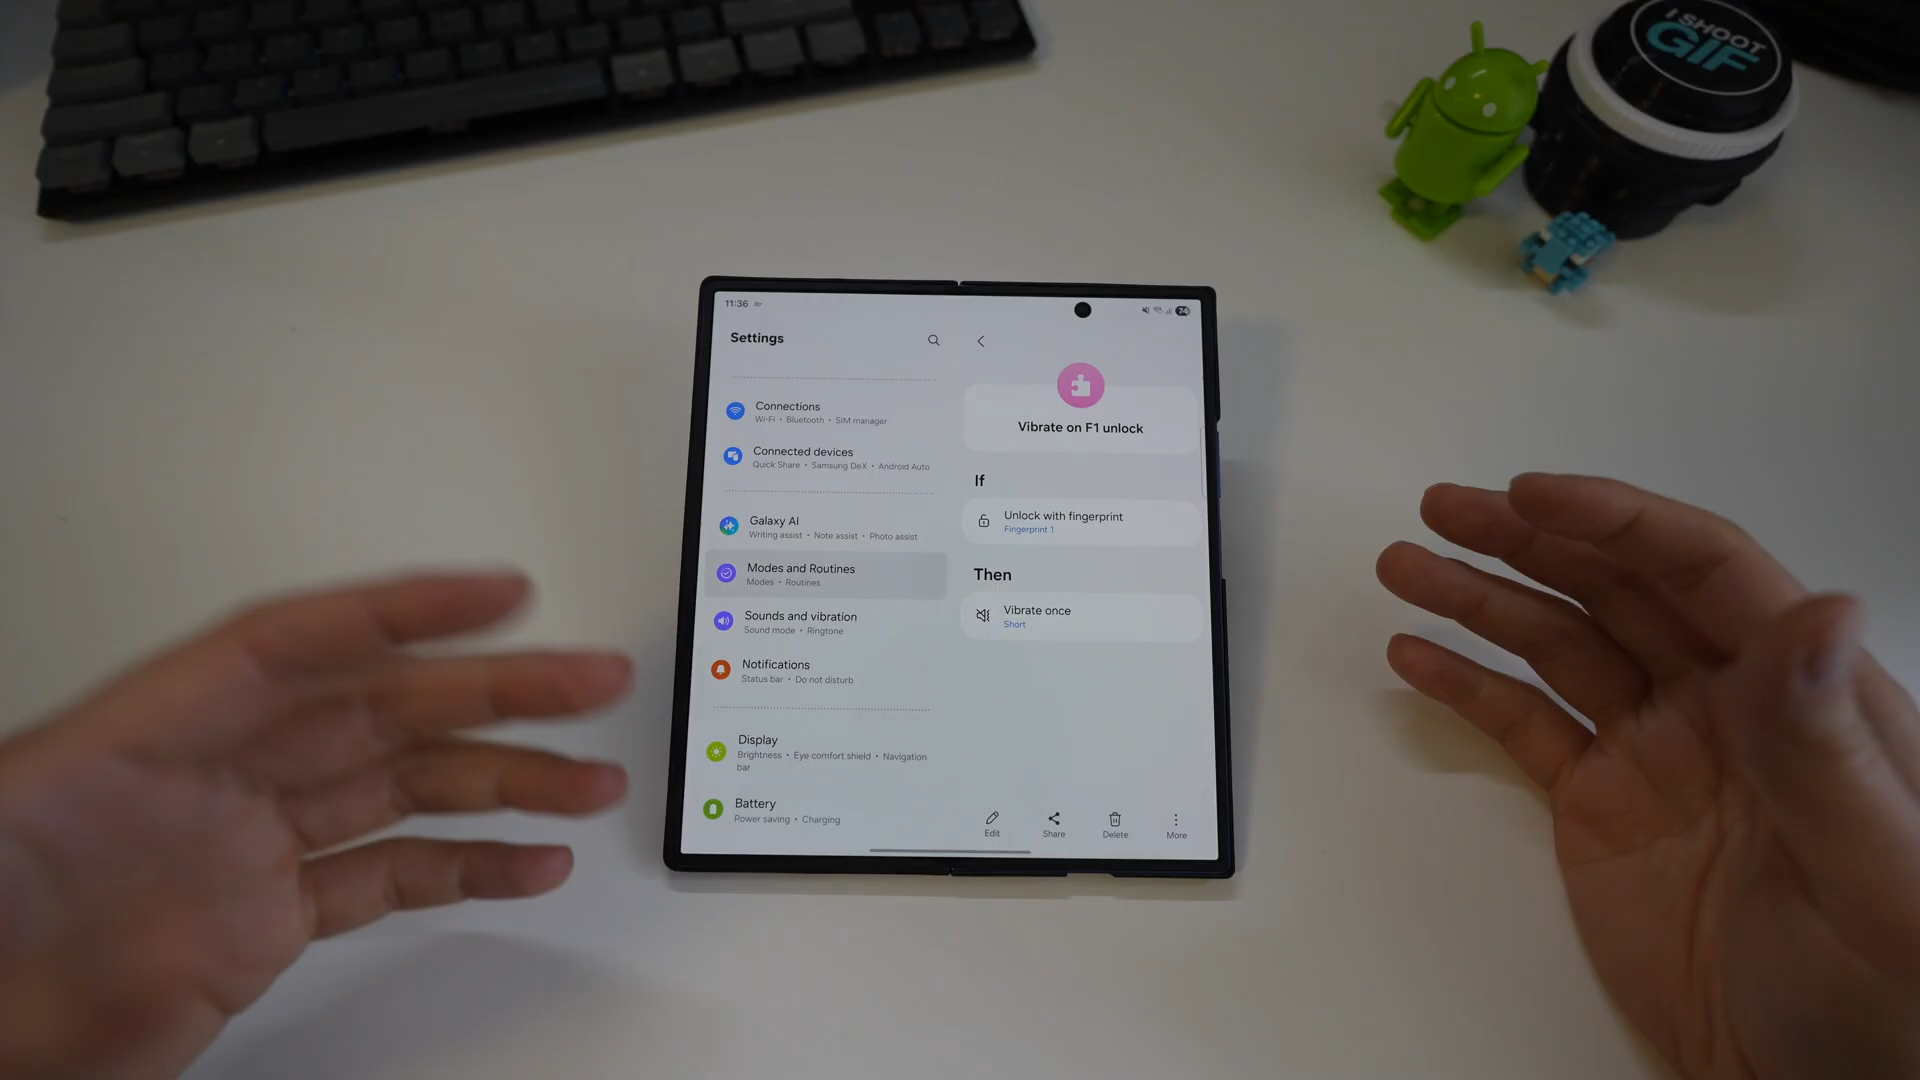 I SHOOT
GIF
11:36
74
Settings
Connections
Wi-Fi • Bluetooth • SIM manager
Connected devices
Quick Share • Samsung DeX • Android Auto
Galaxy AI
Writing assist • Note assist • Photo assist
Modes and Routines
Modes • Routines
Sounds and vibration
Sound mode • Ringtone
Notifications
Status bar • Do not disturb
Display
Brightness • Eye comfort shield • Navigation
bar
Battery
Power saving • Charging
Vibrate on F1 unlock
If
Unlock with fingerprint
Fingerprint 1
Then
Vibrate once
Short
Edit
Share
Delete
More